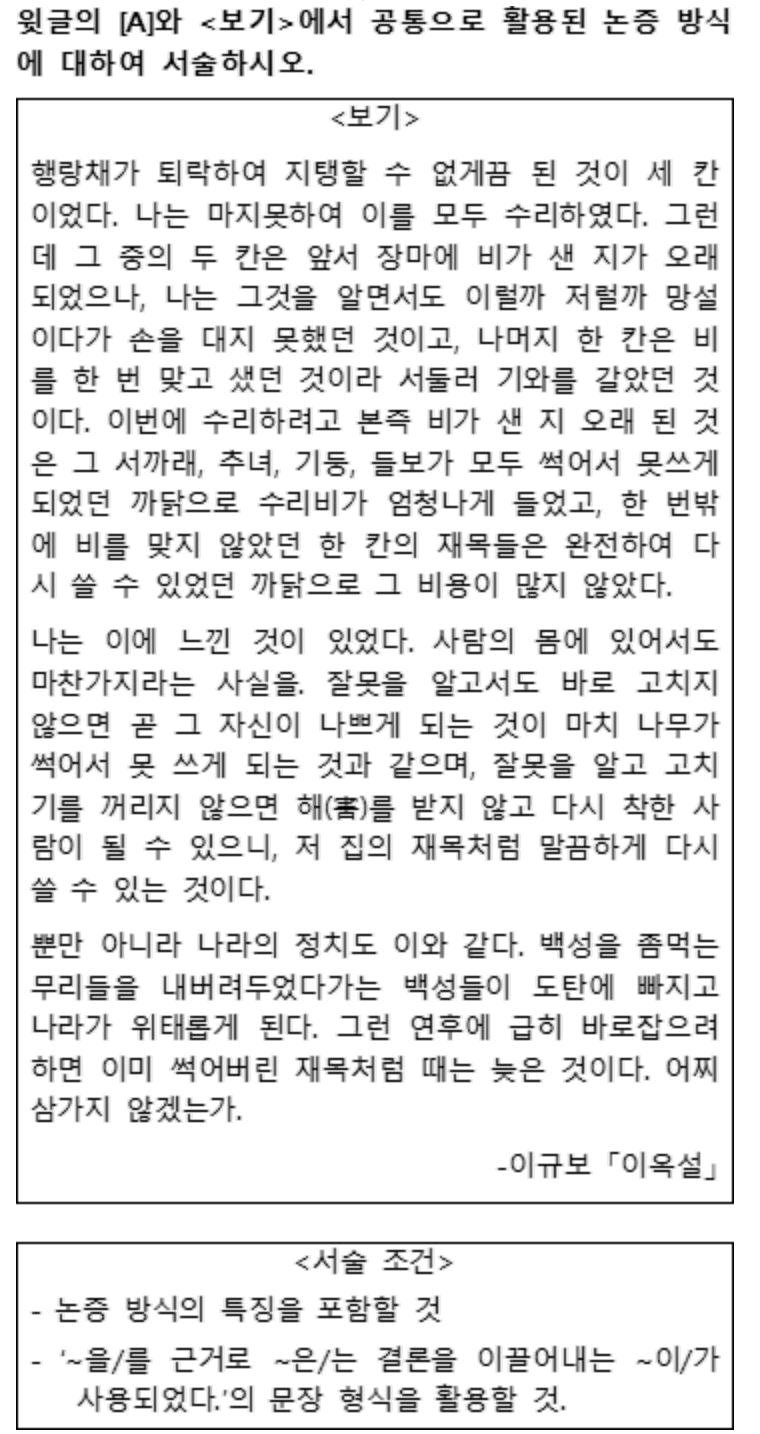 윗글의 [A]와 <보기>에서 공통으로 활용된 논증 방식
에 대하여 서술하시오.
<보기>
행랑채가 퇴락하여 지탱할 수 없게끔 된 것이 세 칸
이었다. 나는 마지못하여 이를 모두 수리하였다. 그런
데 그 중의 두 칸은 앞서 장마에 비가 샌 지가 오래
되었으나, 나는 그것을 알면서도 이럴까 저럴까 망설
이다가 손을 대지 못했던 것이고, 나머지 한 칸은 비
를 한 번 맞고 샜던 것이라 서둘러 기와를 갈았던 것
이다. 이번에 수리하려고 본즉 비가 샌 지 오래 된 것
은 그 서까래, 추녀, 기둥, 들보가 모두 썩어서 못쓰게
되었던 까닭으로 수리비가 엄청나게 들었고, 한 번밖
에 비를 맞지 않았던 한 칸의 재목들은 완전하여 다
시 쓸 수 있었던 까닭으로 그 비용이 많지 않았다.
나는 이에 느낀 것이 있었다. 사람의 몸에 있어서도
마찬가지라는 사실을. 잘못을 알고서도 바로 고치지
않으면 곧 그 자신이 나쁘게 되는 것이 마치 나무가
썩어서 못 쓰게 되는 것과 같으며, 잘못을 알고 고치
기를 꺼리지 않으면 해(害)를 받지 않고 다시 착한 사
람이 될 수 있으니, 저 집의 재목처럼 말끔하게 다시
쓸 수 있는 것이다.
뿐만 아니라 나라의 정치도 이와 같다. 백성을 좀먹는
무리들을 내버려두었다가는 백성들이 도탄에 빠지고
나라가 위태롭게 된다. 그런 연후에 급히 바로잡으려
하면 이미 썩어버린 재목처럼 때는 늦은 것이다. 어찌
삼가지 않겠는가.
-이규보「이옥설」
<서술 조건>
- 논증 방식의 특징을 포함할 것
- '~을/를 근거로 ~은/는 결론을 이끌어내는 ~이/가
사용되었다.'의 문장 형식을 활용할 것.